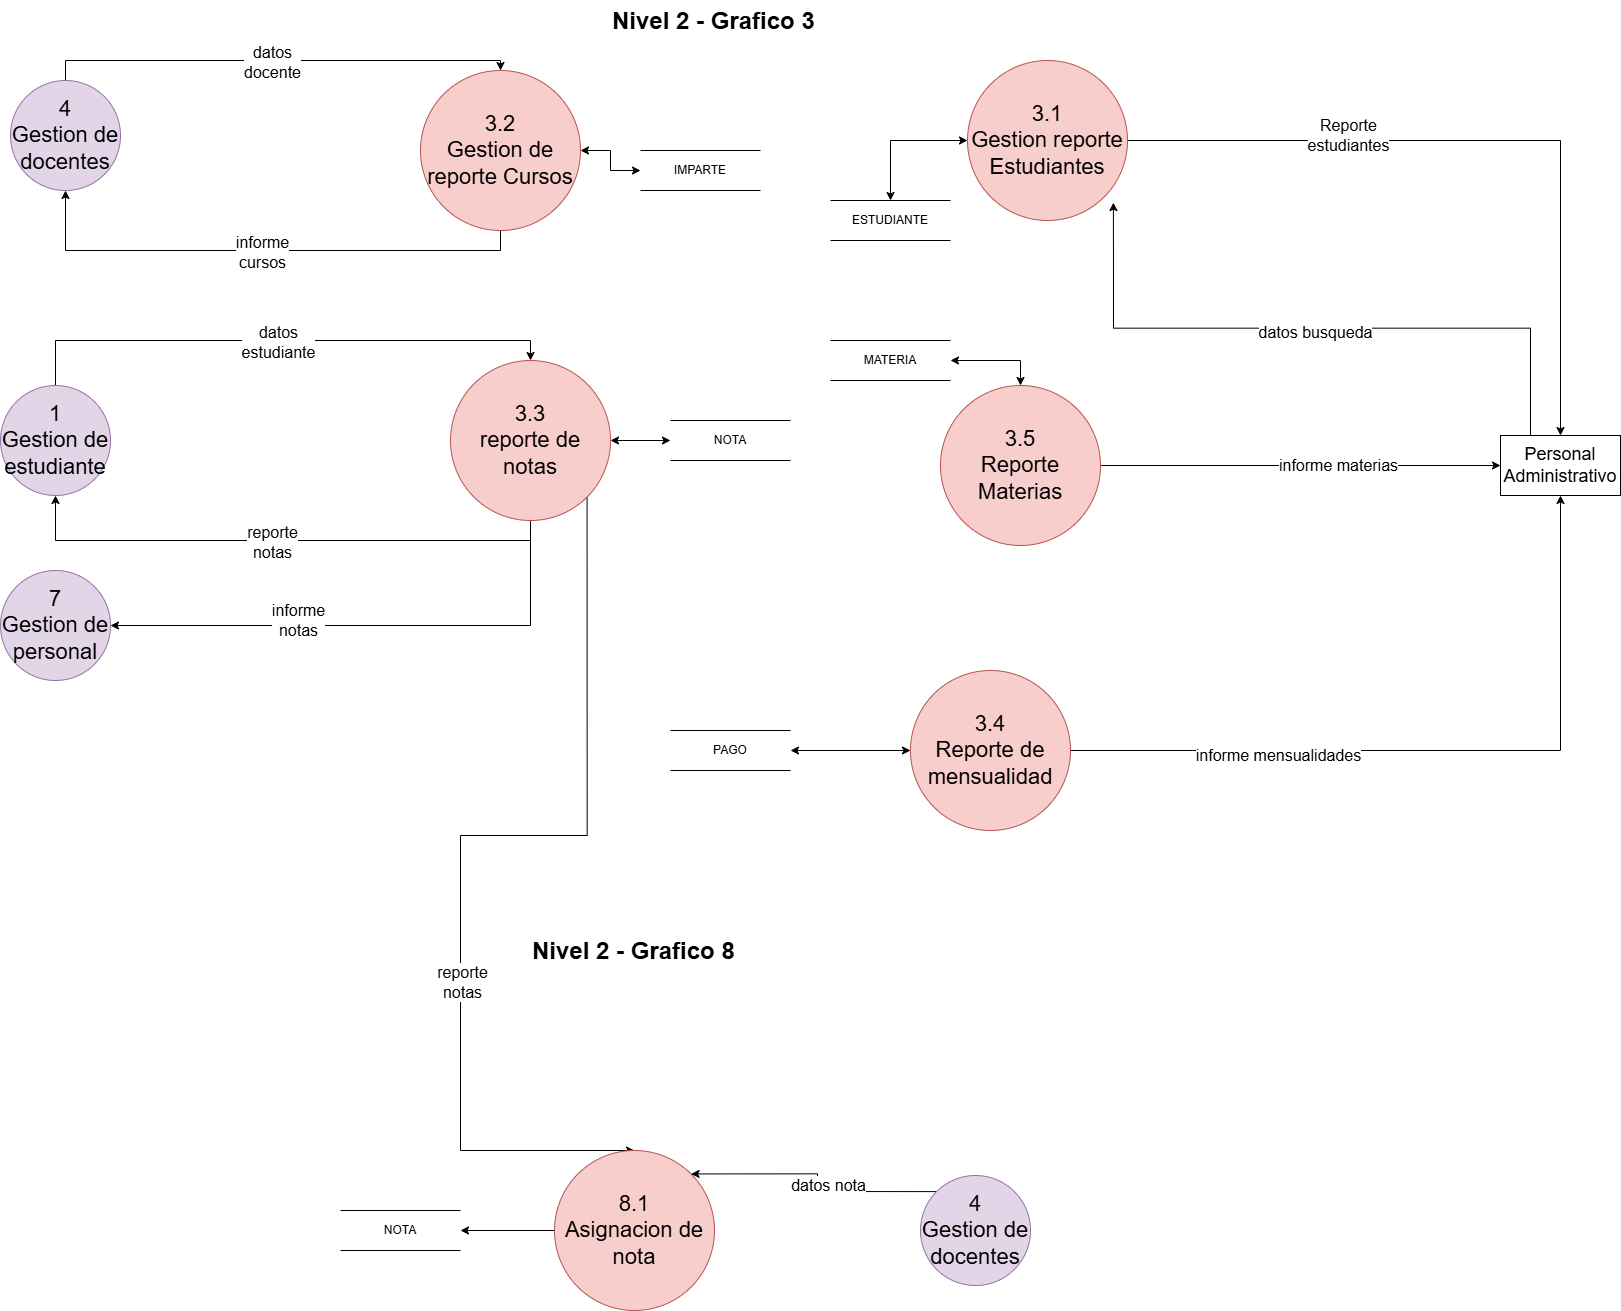 Nivel 2 - Grafico 3
datos
docente
4
Gestion de
docentes
3.2
Gestion de
reporte Cursos
IMPARTE
informe
cursos
3.1
Gestion reporte
Estudiantes
Reporte
estudiantes
ESTUDIANTE
datos busqueda
datos
estudiante
1
Gestion de
estudiante
3.3
reporte de
notas
NOTA
reporte
notas
7
Gestion de
personal
informe
notas
MATERIA
3.5
Reporte
Materias
informe materias
Personal
Administrativo
PAGO
3.4
Reporte de
mensualidad
informe mensualidades
Nivel 2 - Grafico 8
reporte
notas
8.1
Asignacion de
nota
NOTA
datos nota
4
Gestion de
docentes